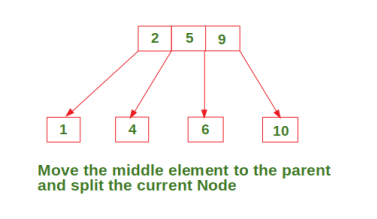 2 5 9
1 4 6 10
Move the middle element to the parent
and split the current Node